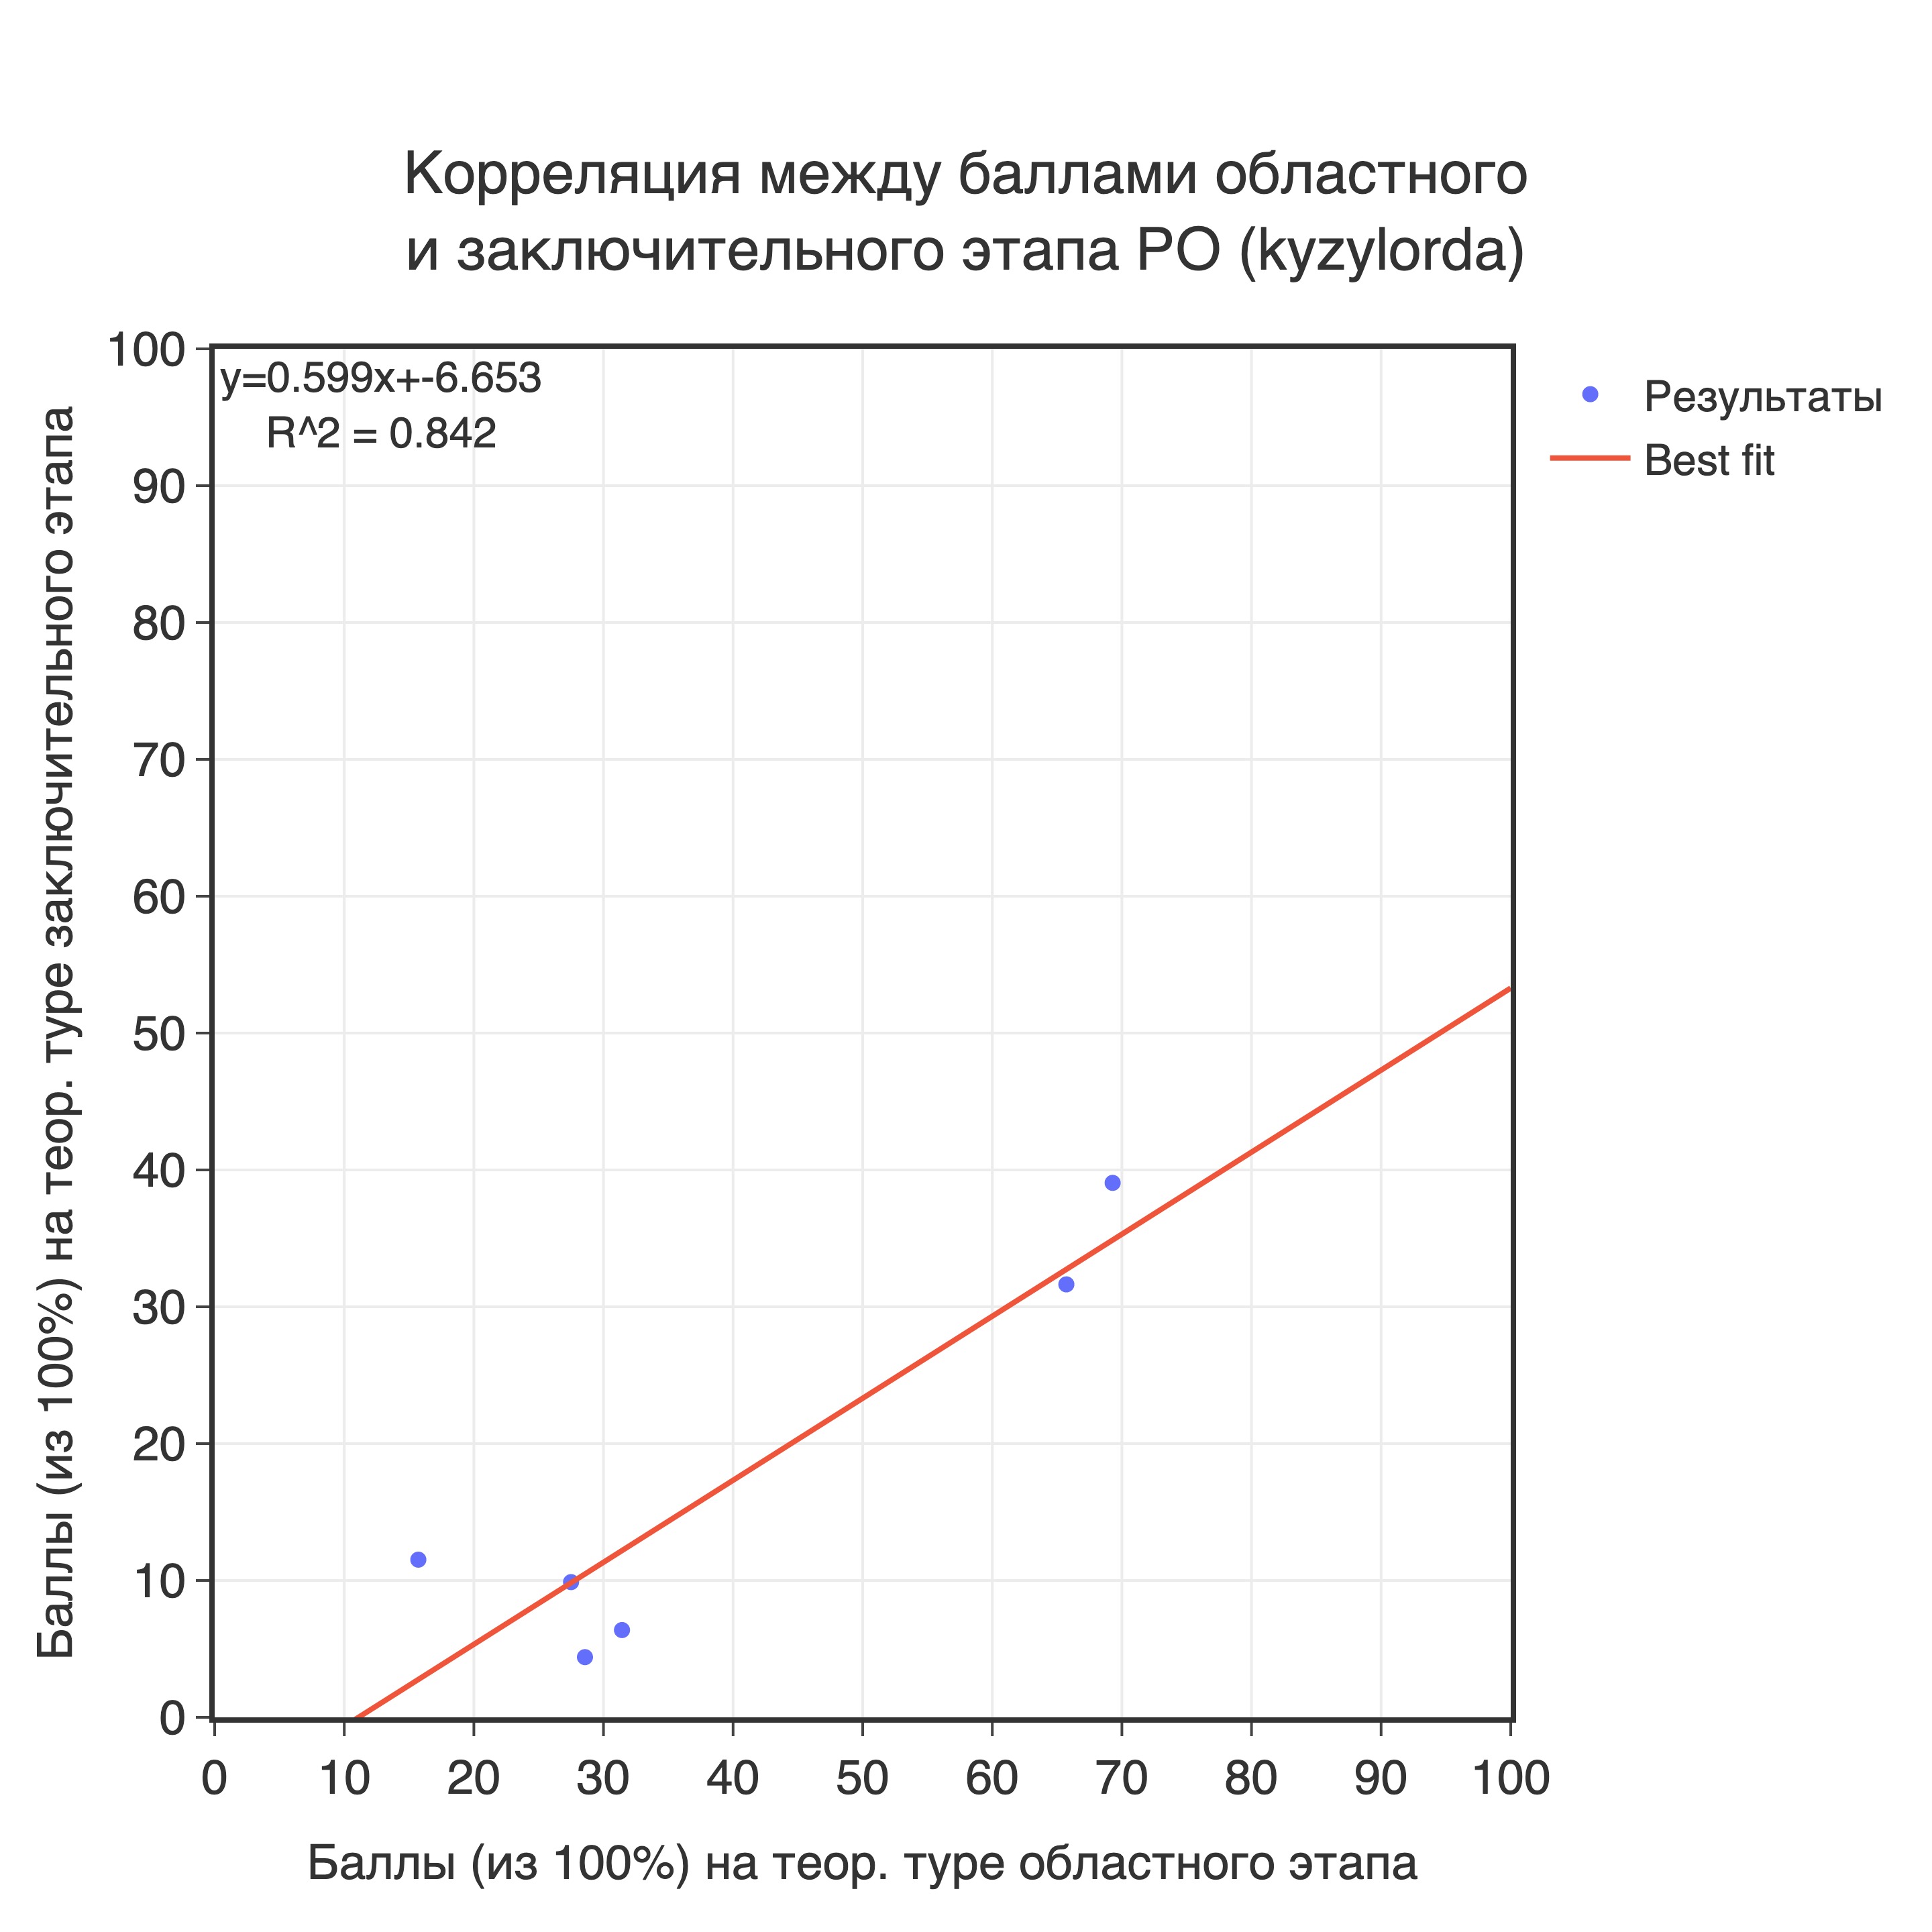 Корреляция между баллами областного
и заключительного этапа РО (kyzylorda)
y=0.599x+-6.653
R^2 = 0.842
Результаты
Best fit
Баллы (из 100%) на теор. туре заключительного этапа
100
90
80
70
60
50
40
30
20
10
0
0 10 20 30 40 50 60 70 80 90 100
Баллы (из 100%) на теор. туре областного этапа